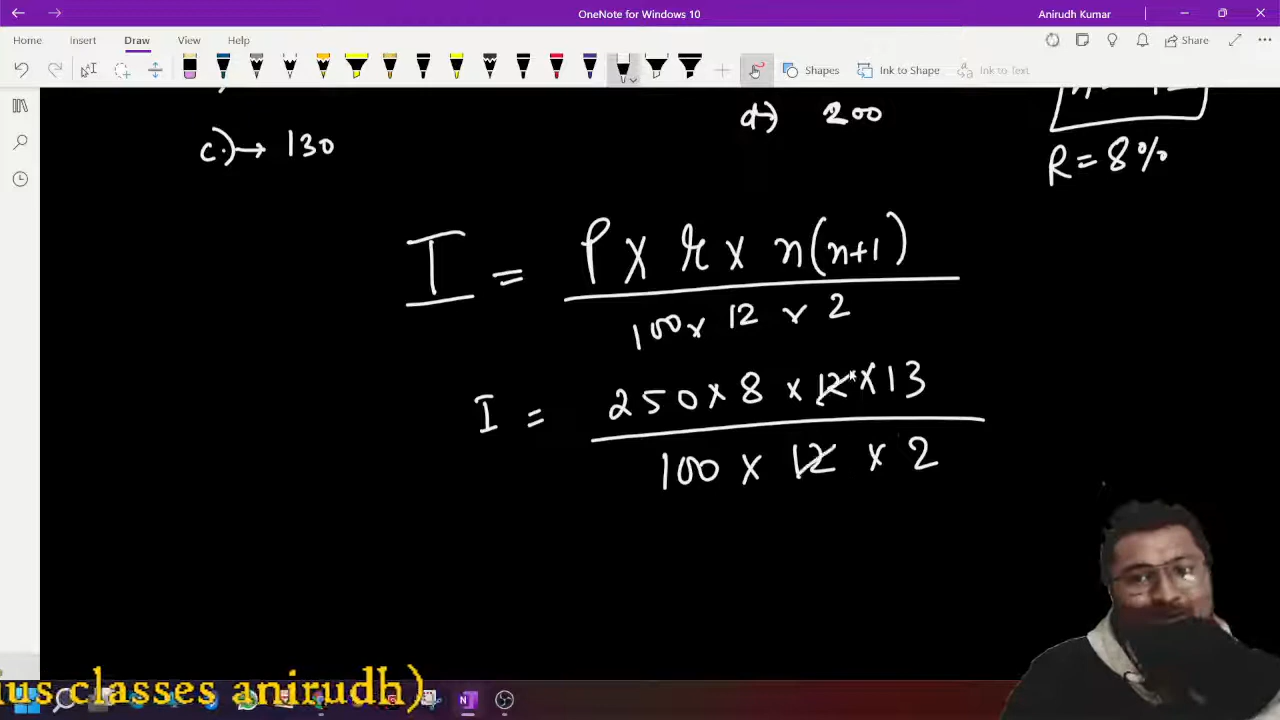 OneNote for Windows 10
Anirudh Kumar
Home Insert Draw View Help
Share
Shapes Ink to Shape Ink to Text
c.)→ 130
d→) 200
R = 8%
I = P x r x n(n+1)
100 x 12 x 2
I = 250 x 8 x 12 x 13
100 x 12 x 2
us classes anirudh)